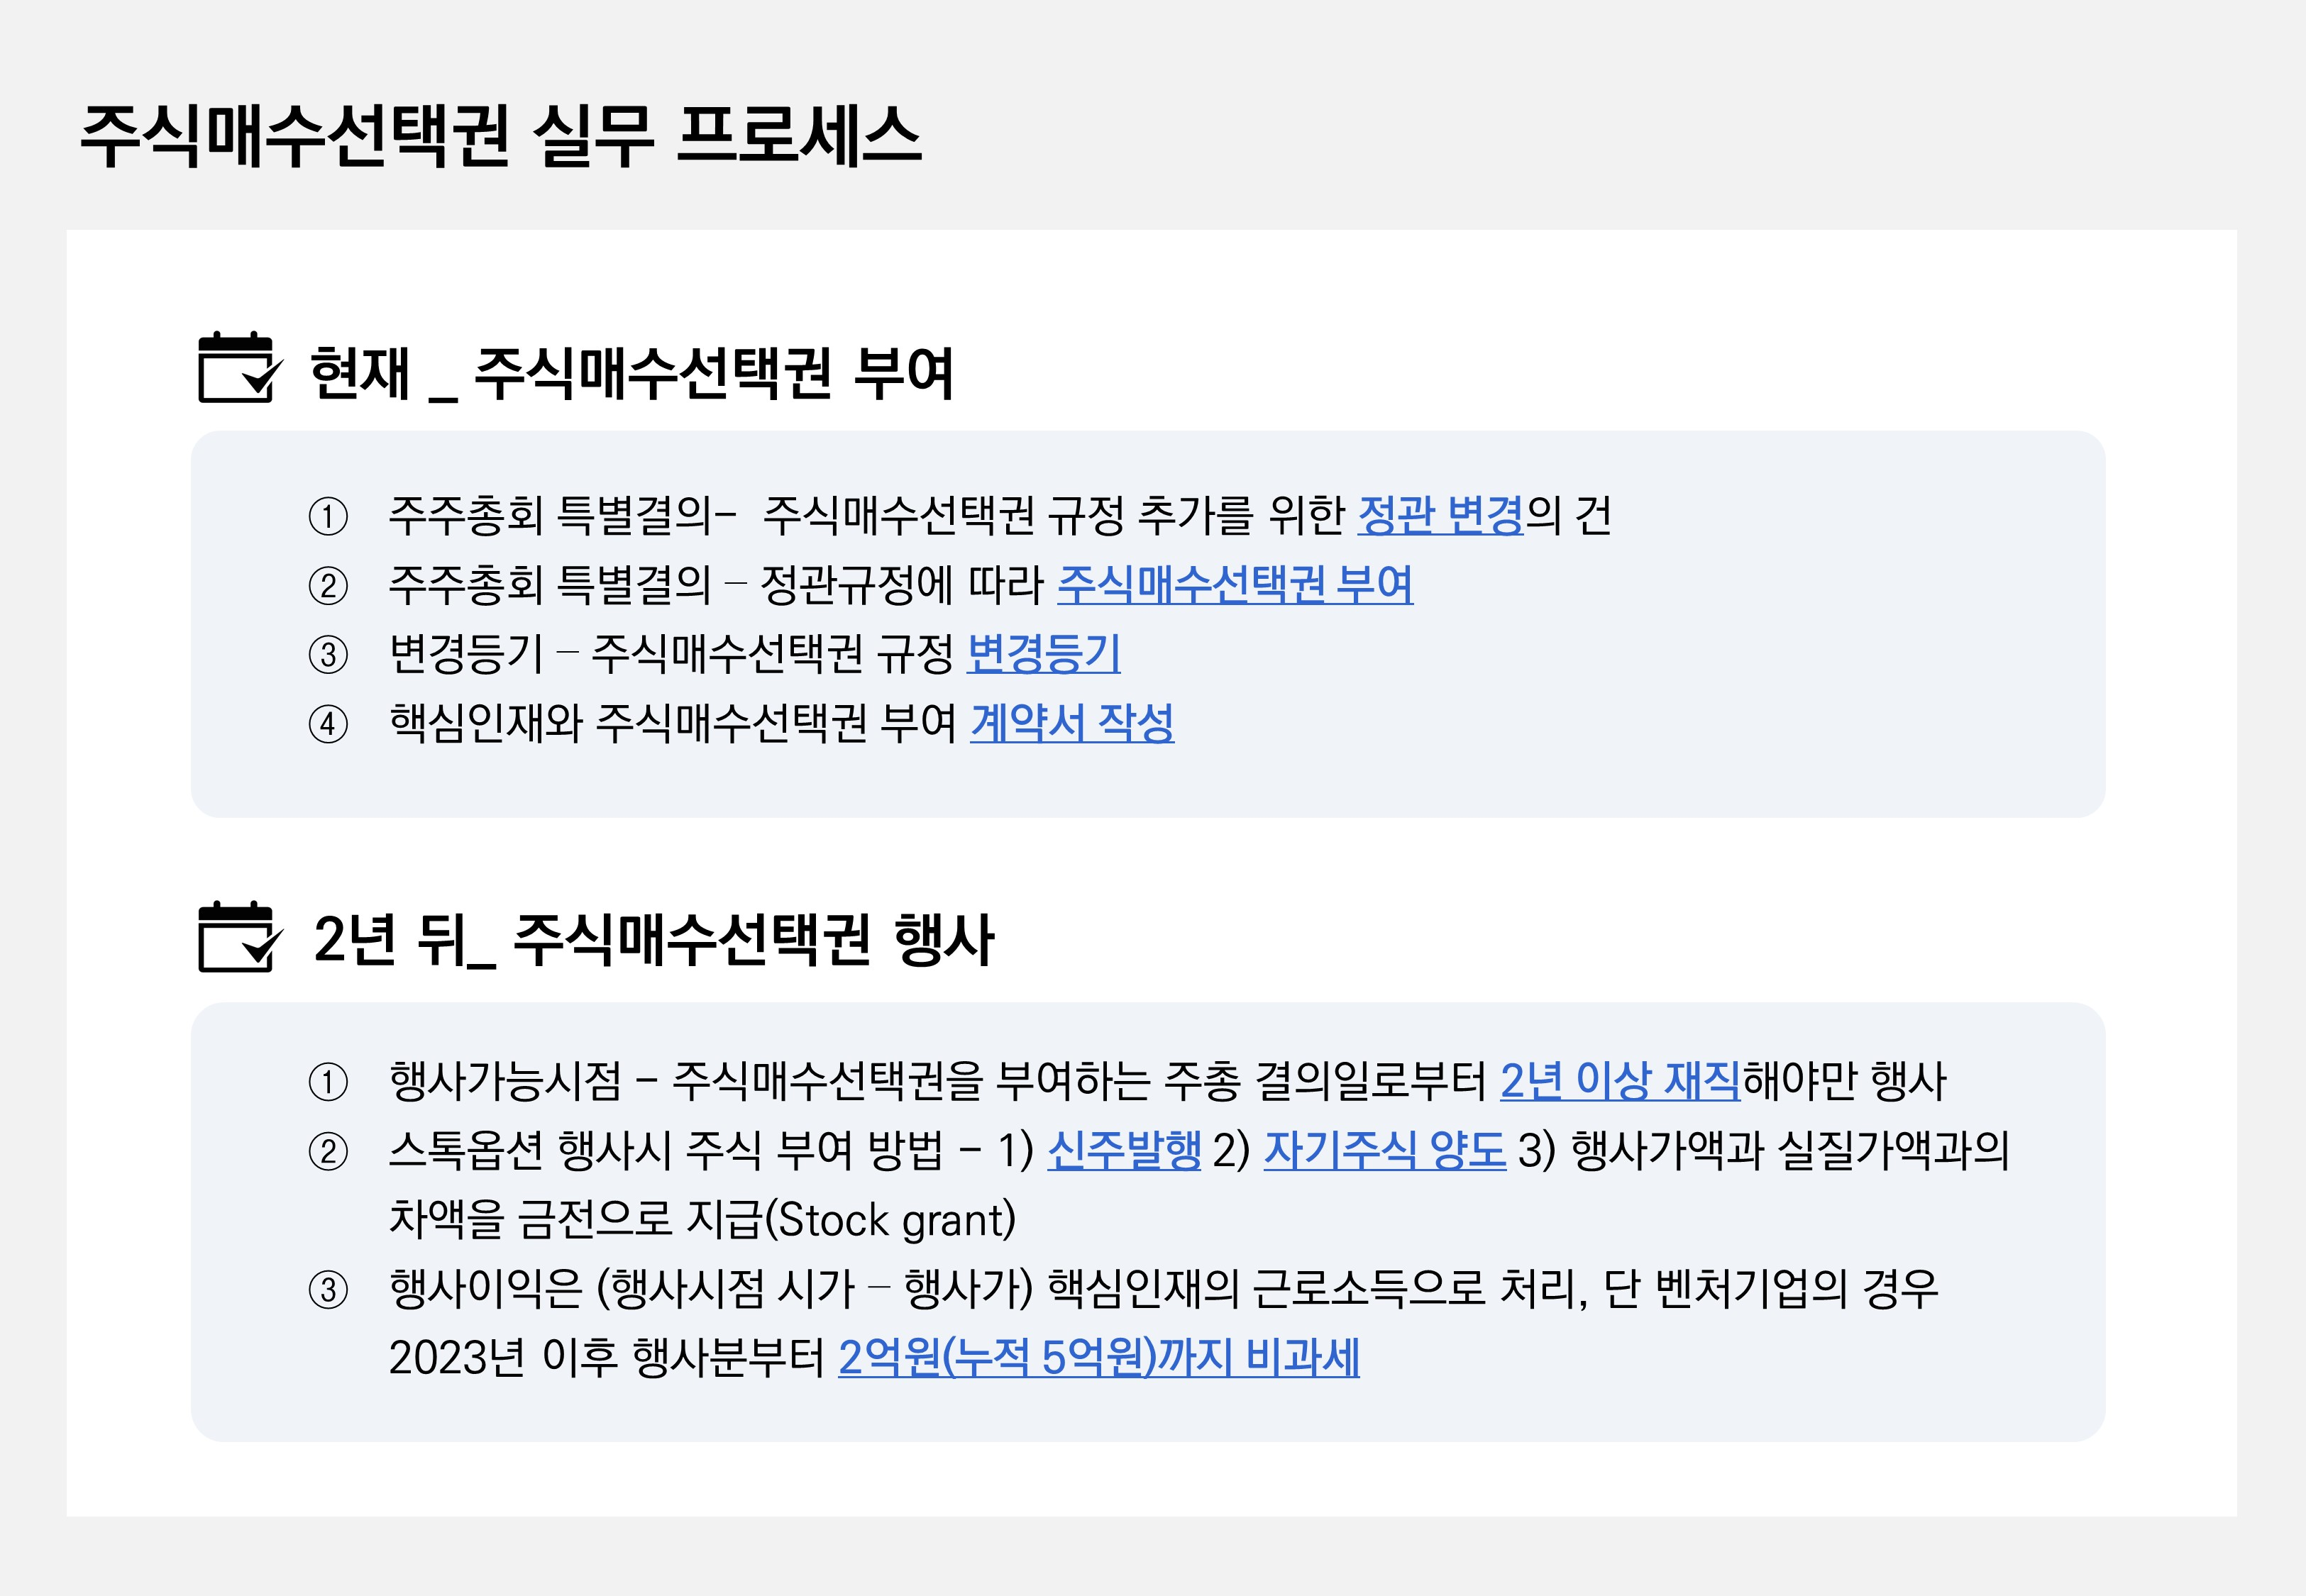 주식매수선택권 실무 프로세스
현재 _ 주식매수선택권 부여
① 주주총회 특별결의– 주식매수선택권 규정 추가를 위한 정관 변경의 건
② 주주총회 특별결의 – 정관규정에 따라 주식매수선택권 부여
③ 변경등기 – 주식매수선택권 규정 변경등기
④ 핵심인재와 주식매수선택권 부여 계약서 작성
2년 뒤_ 주식매수선택권 행사
① 행사가능시점 – 주식매수선택권을 부여하는 주총 결의일로부터 2년 이상 재직해야만 행사
② 스톡옵션 행사시 주식 부여 방법 – 1) 신주발행 2) 자기주식 양도 3) 행사가액과 실질가액과의
차액을 금전으로 지급(Stock grant)
③ 행사이익은 (행사시점 시가 – 행사가) 핵심인재의 근로소득으로 처리, 단 벤처기업의 경우
2023년 이후 행사분부터 2억원(누적 5억원)까지 비과세